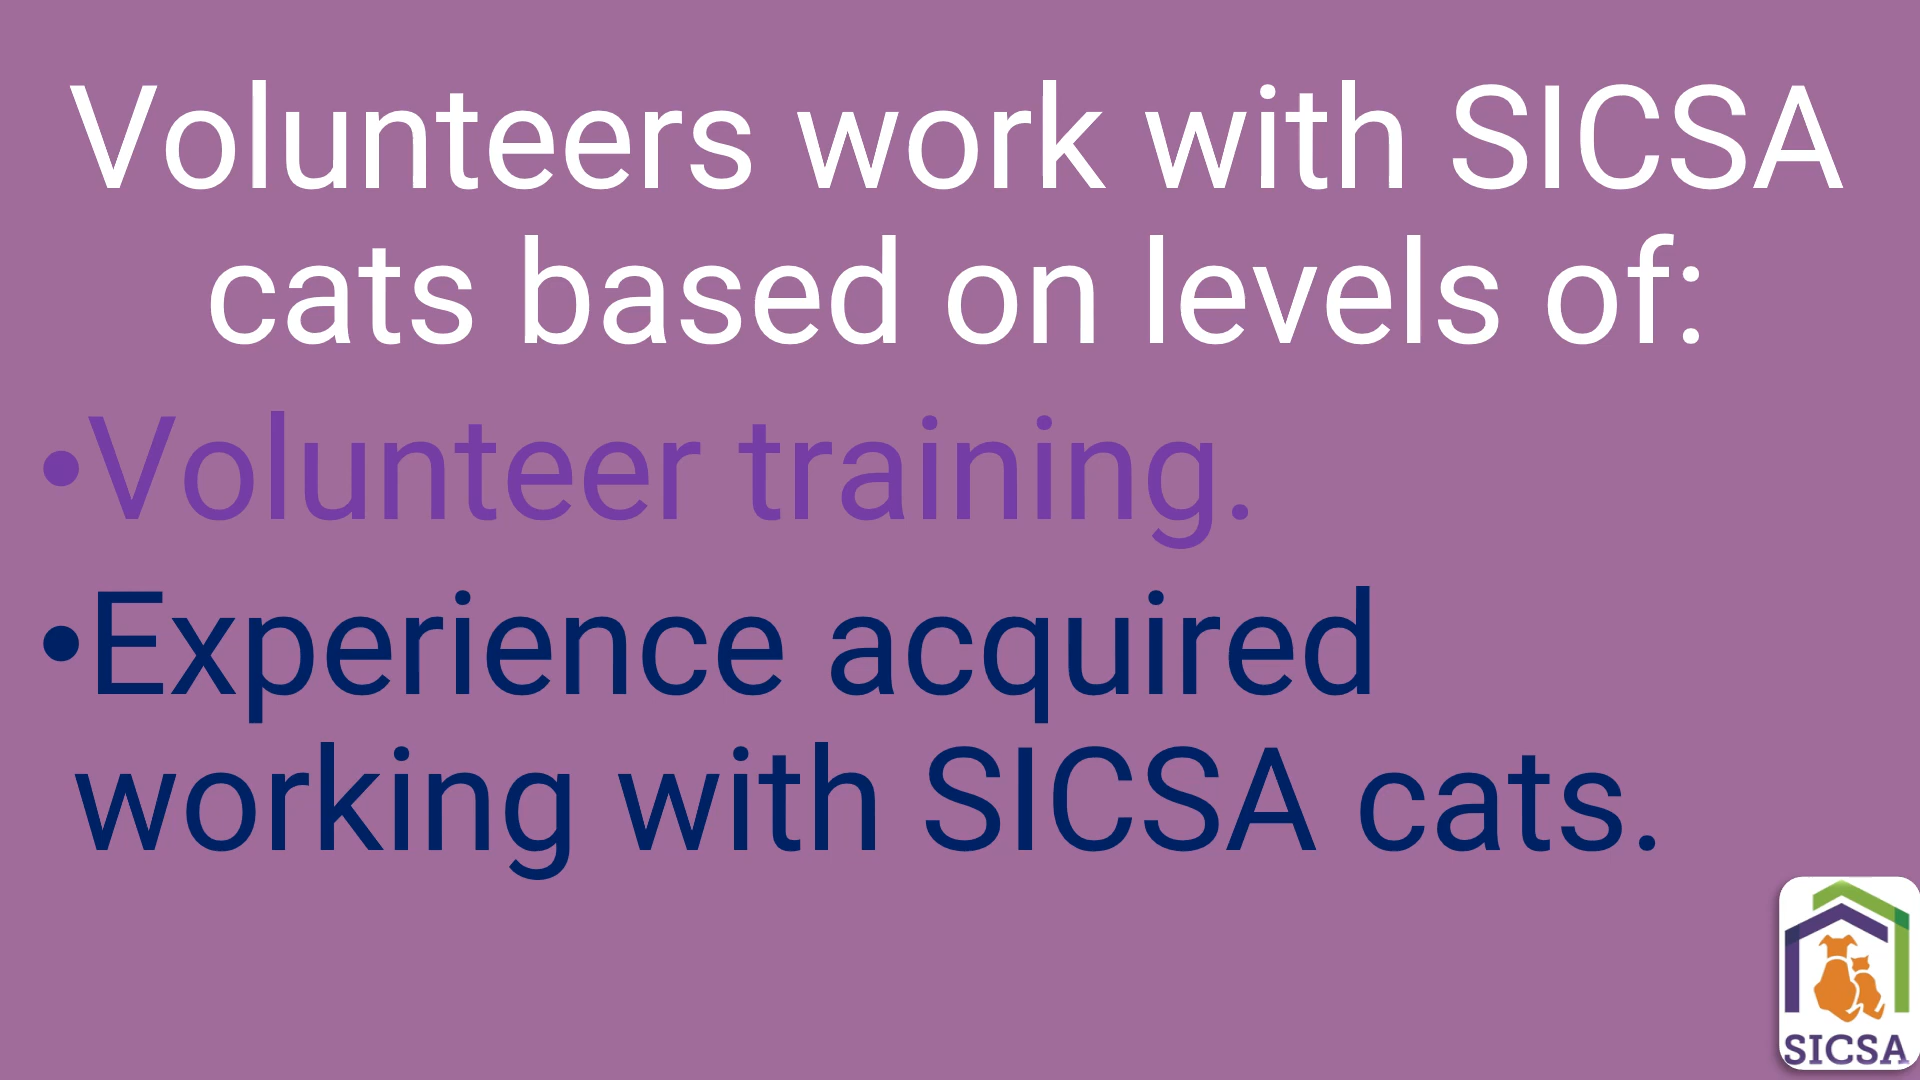 Volunteers work with SICSA
cats based on levels of:
•Volunteer training.
•Experience acquired
working with SICSA cats.
SICSA